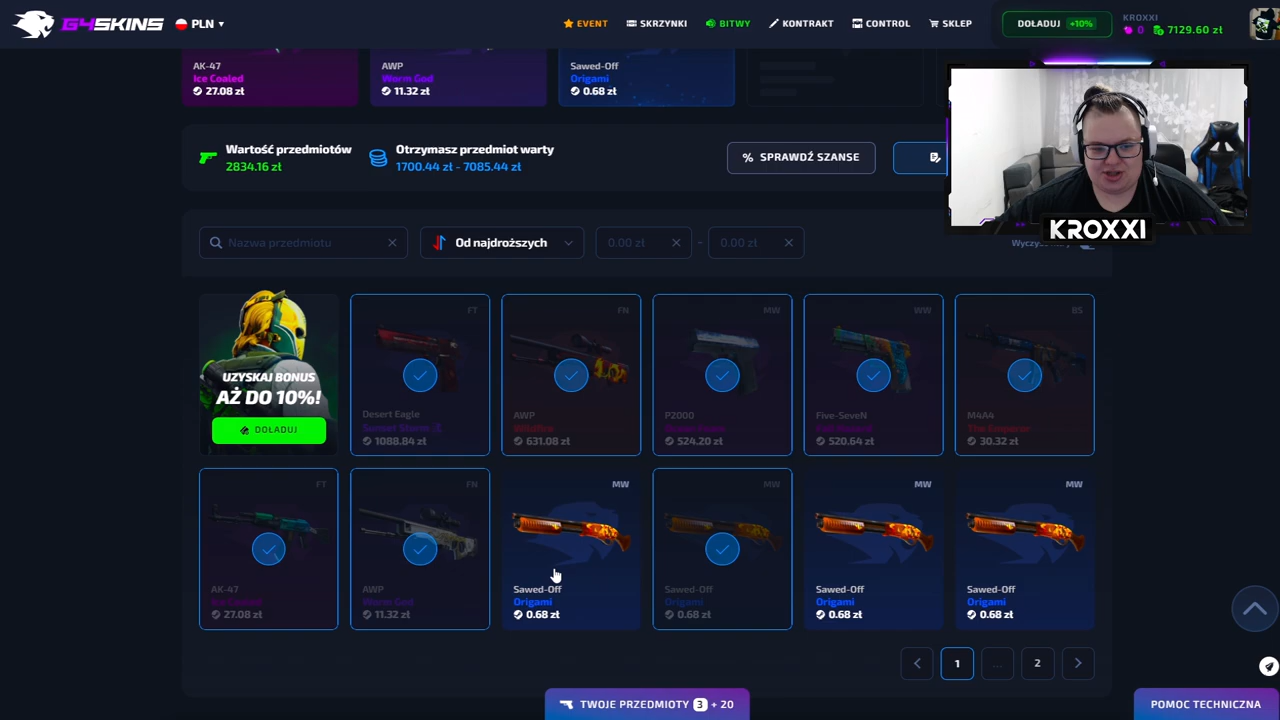 G4SKINS
PLN
EVENT
SKRZYNKI
BITWY
KONTRAKT
CONTROL
SKLEP
DOŁADUJ +10%
KROXXI
0 7129.60 zł
AK-47
Ice Coaled
27.08 zł
AWP
Worm God
11.32 zł
Sawed-Off
Origami
0.68 zł
Wartość przedmiotów
2834.16 zł
Otrzymasz przedmiot warty
1700.44 zł - 7085.44 zł
% SPRAWDŹ SZANSE
KROXXI
Nazwa przedmiotu
Od najdroższych
0.00 zł
-
0.00 zł
UZYSKAJ BONUS
AŻ DO 10%!
DOŁADUJ
FT
Desert Eagle
1088.84 zł
FN
AWP
Wildfire
631.08 zł
MW
P2000
524.20 zł
WW
Five-SeveN
520.64 zł
BS
M4A4
The Emperor
30.32 zł
FT
AK-47
Ice Coaled
27.08 zł
FN
AWP
Worm God
11.32 zł
MW
Sawed-Off
Origami
0.68 zł
MW
Sawed-Off
Origami
0.68 zł
MW
Sawed-Off
Origami
0.68 zł
MW
Sawed-Off
Origami
0.68 zł
1
...
2
TWOJE PRZEDMIOTY 3 + 20
POMOC TECHNICZNA